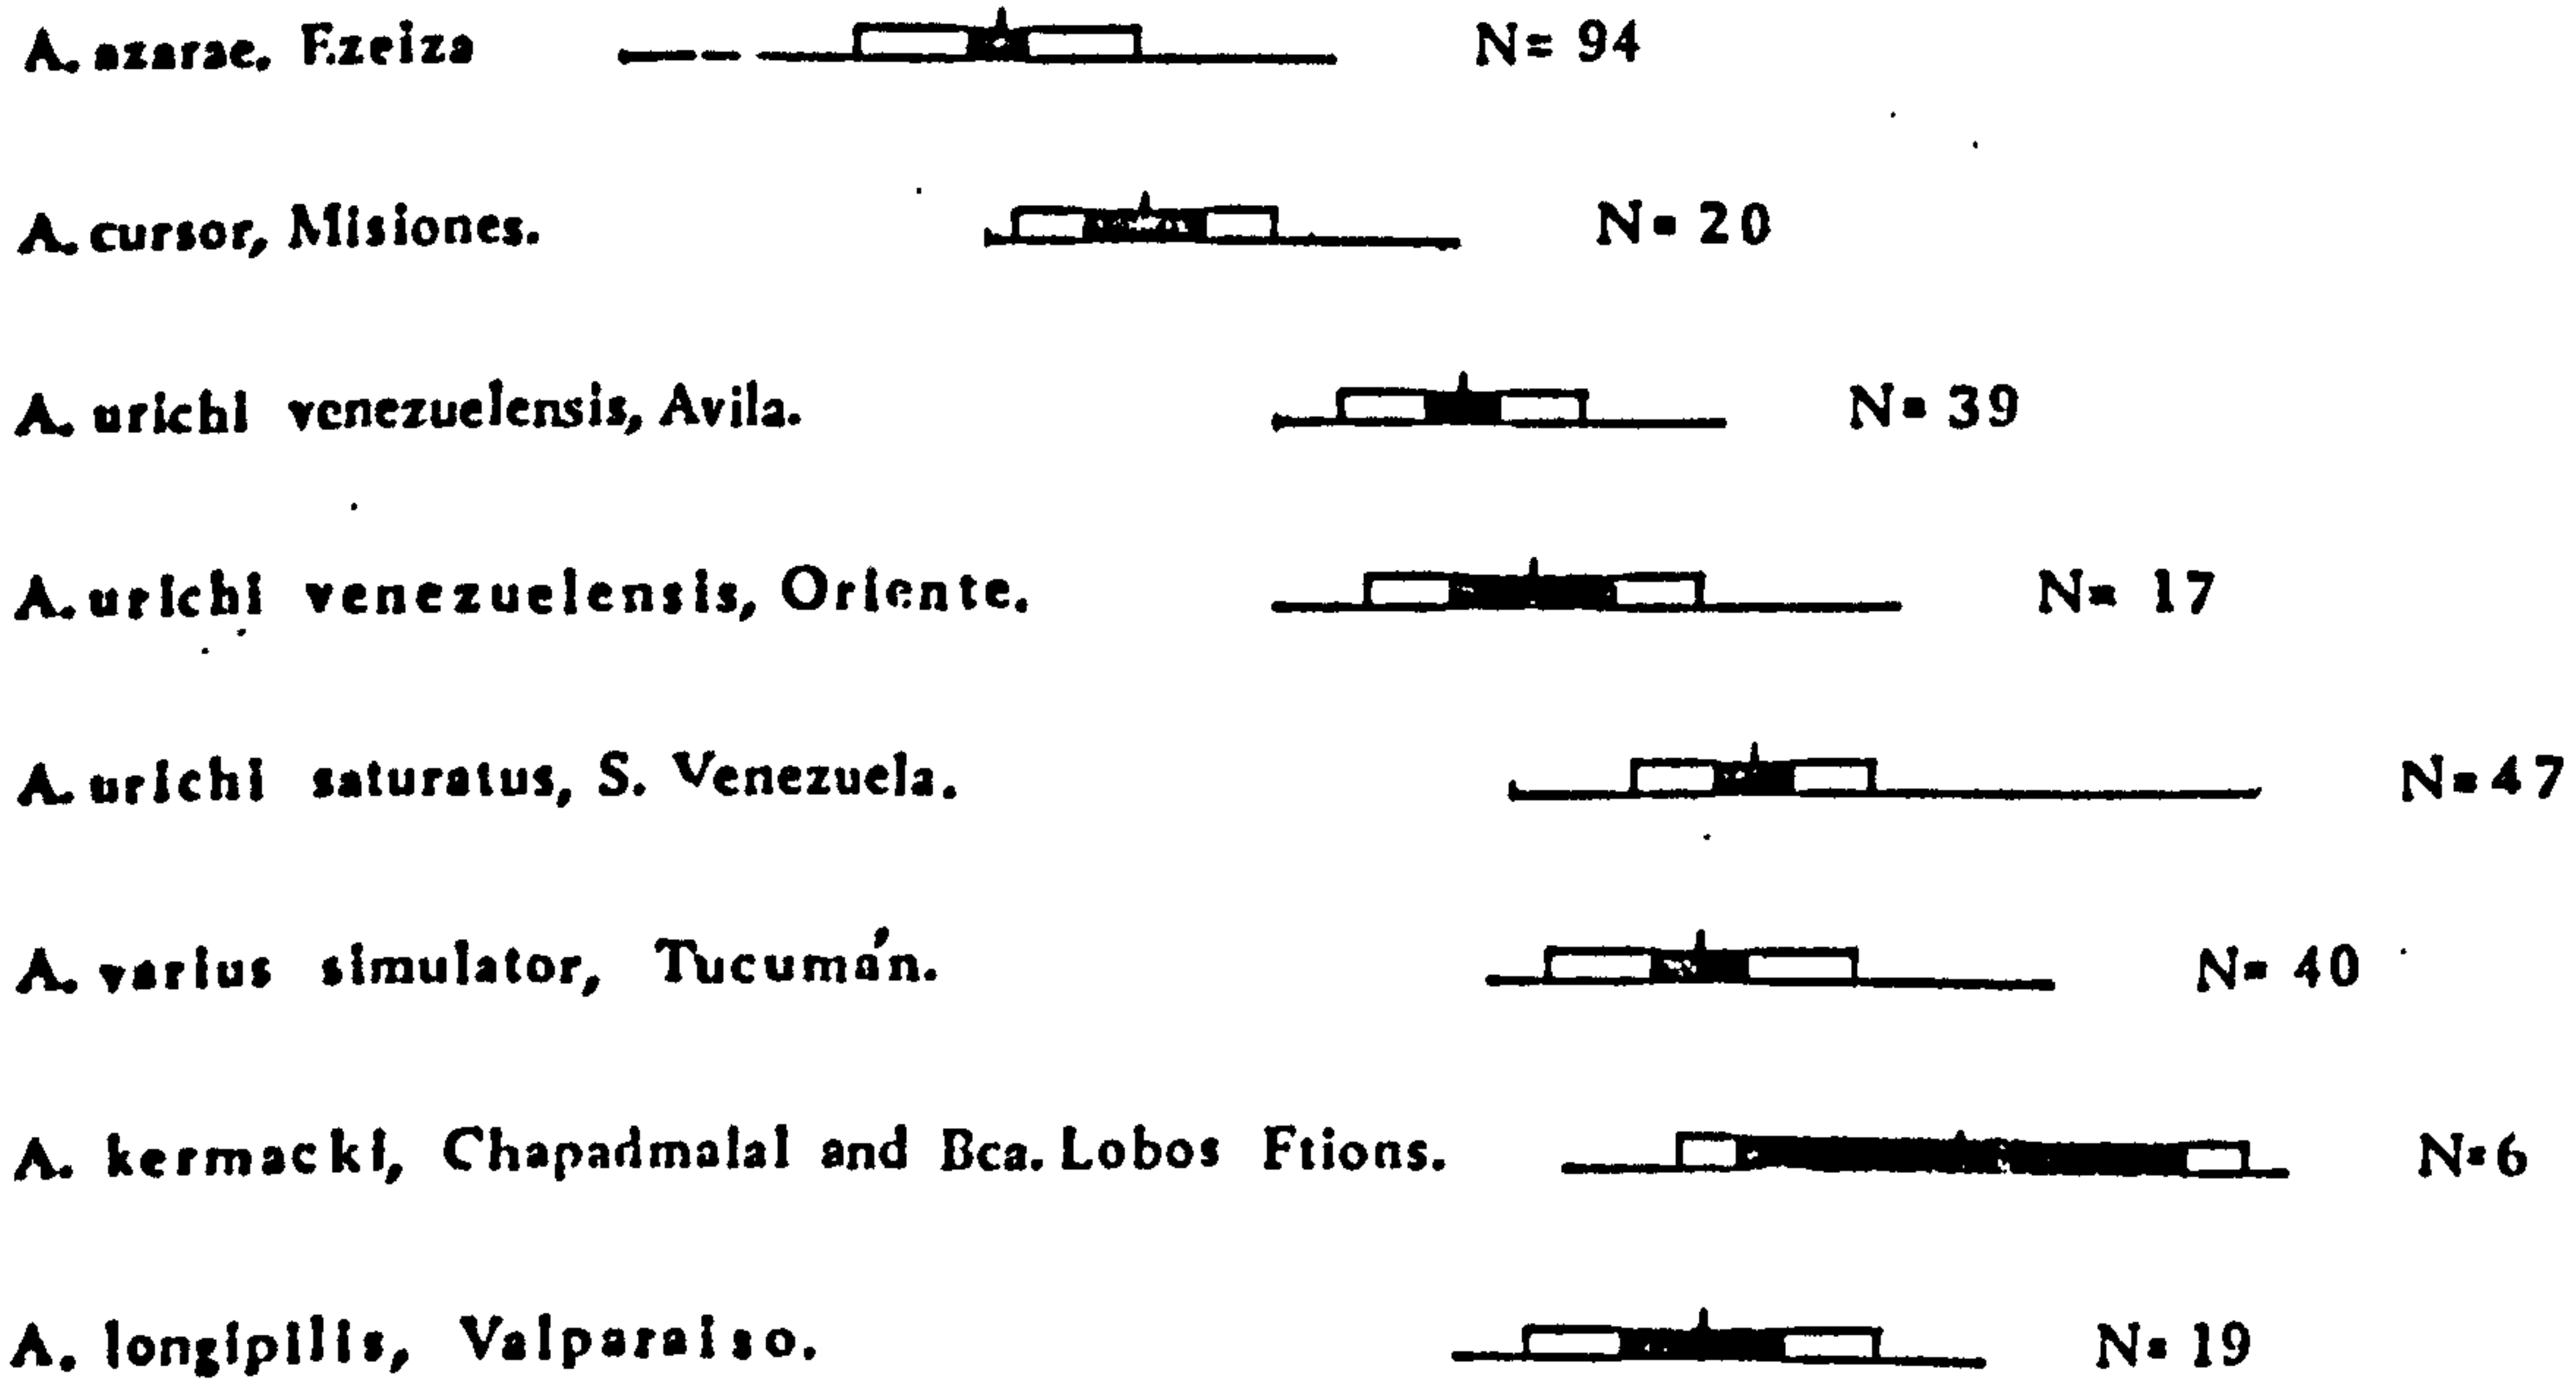 A. azarae. Ezeiza N= 94
A. cursor, Misiones. N= 20
A. urichi venezuelensis, Avila. N= 39
A. urichi venezuelensis, Oriente. N= 17
A. urichi saturatus, S. Venezuela. N= 47
A. varius simulator, Tucumán. N= 40
A. kermacki, Chapadmalal and Bca. Lobos Ftions. N= 6
A. longipilis, Valparaiso. N= 19